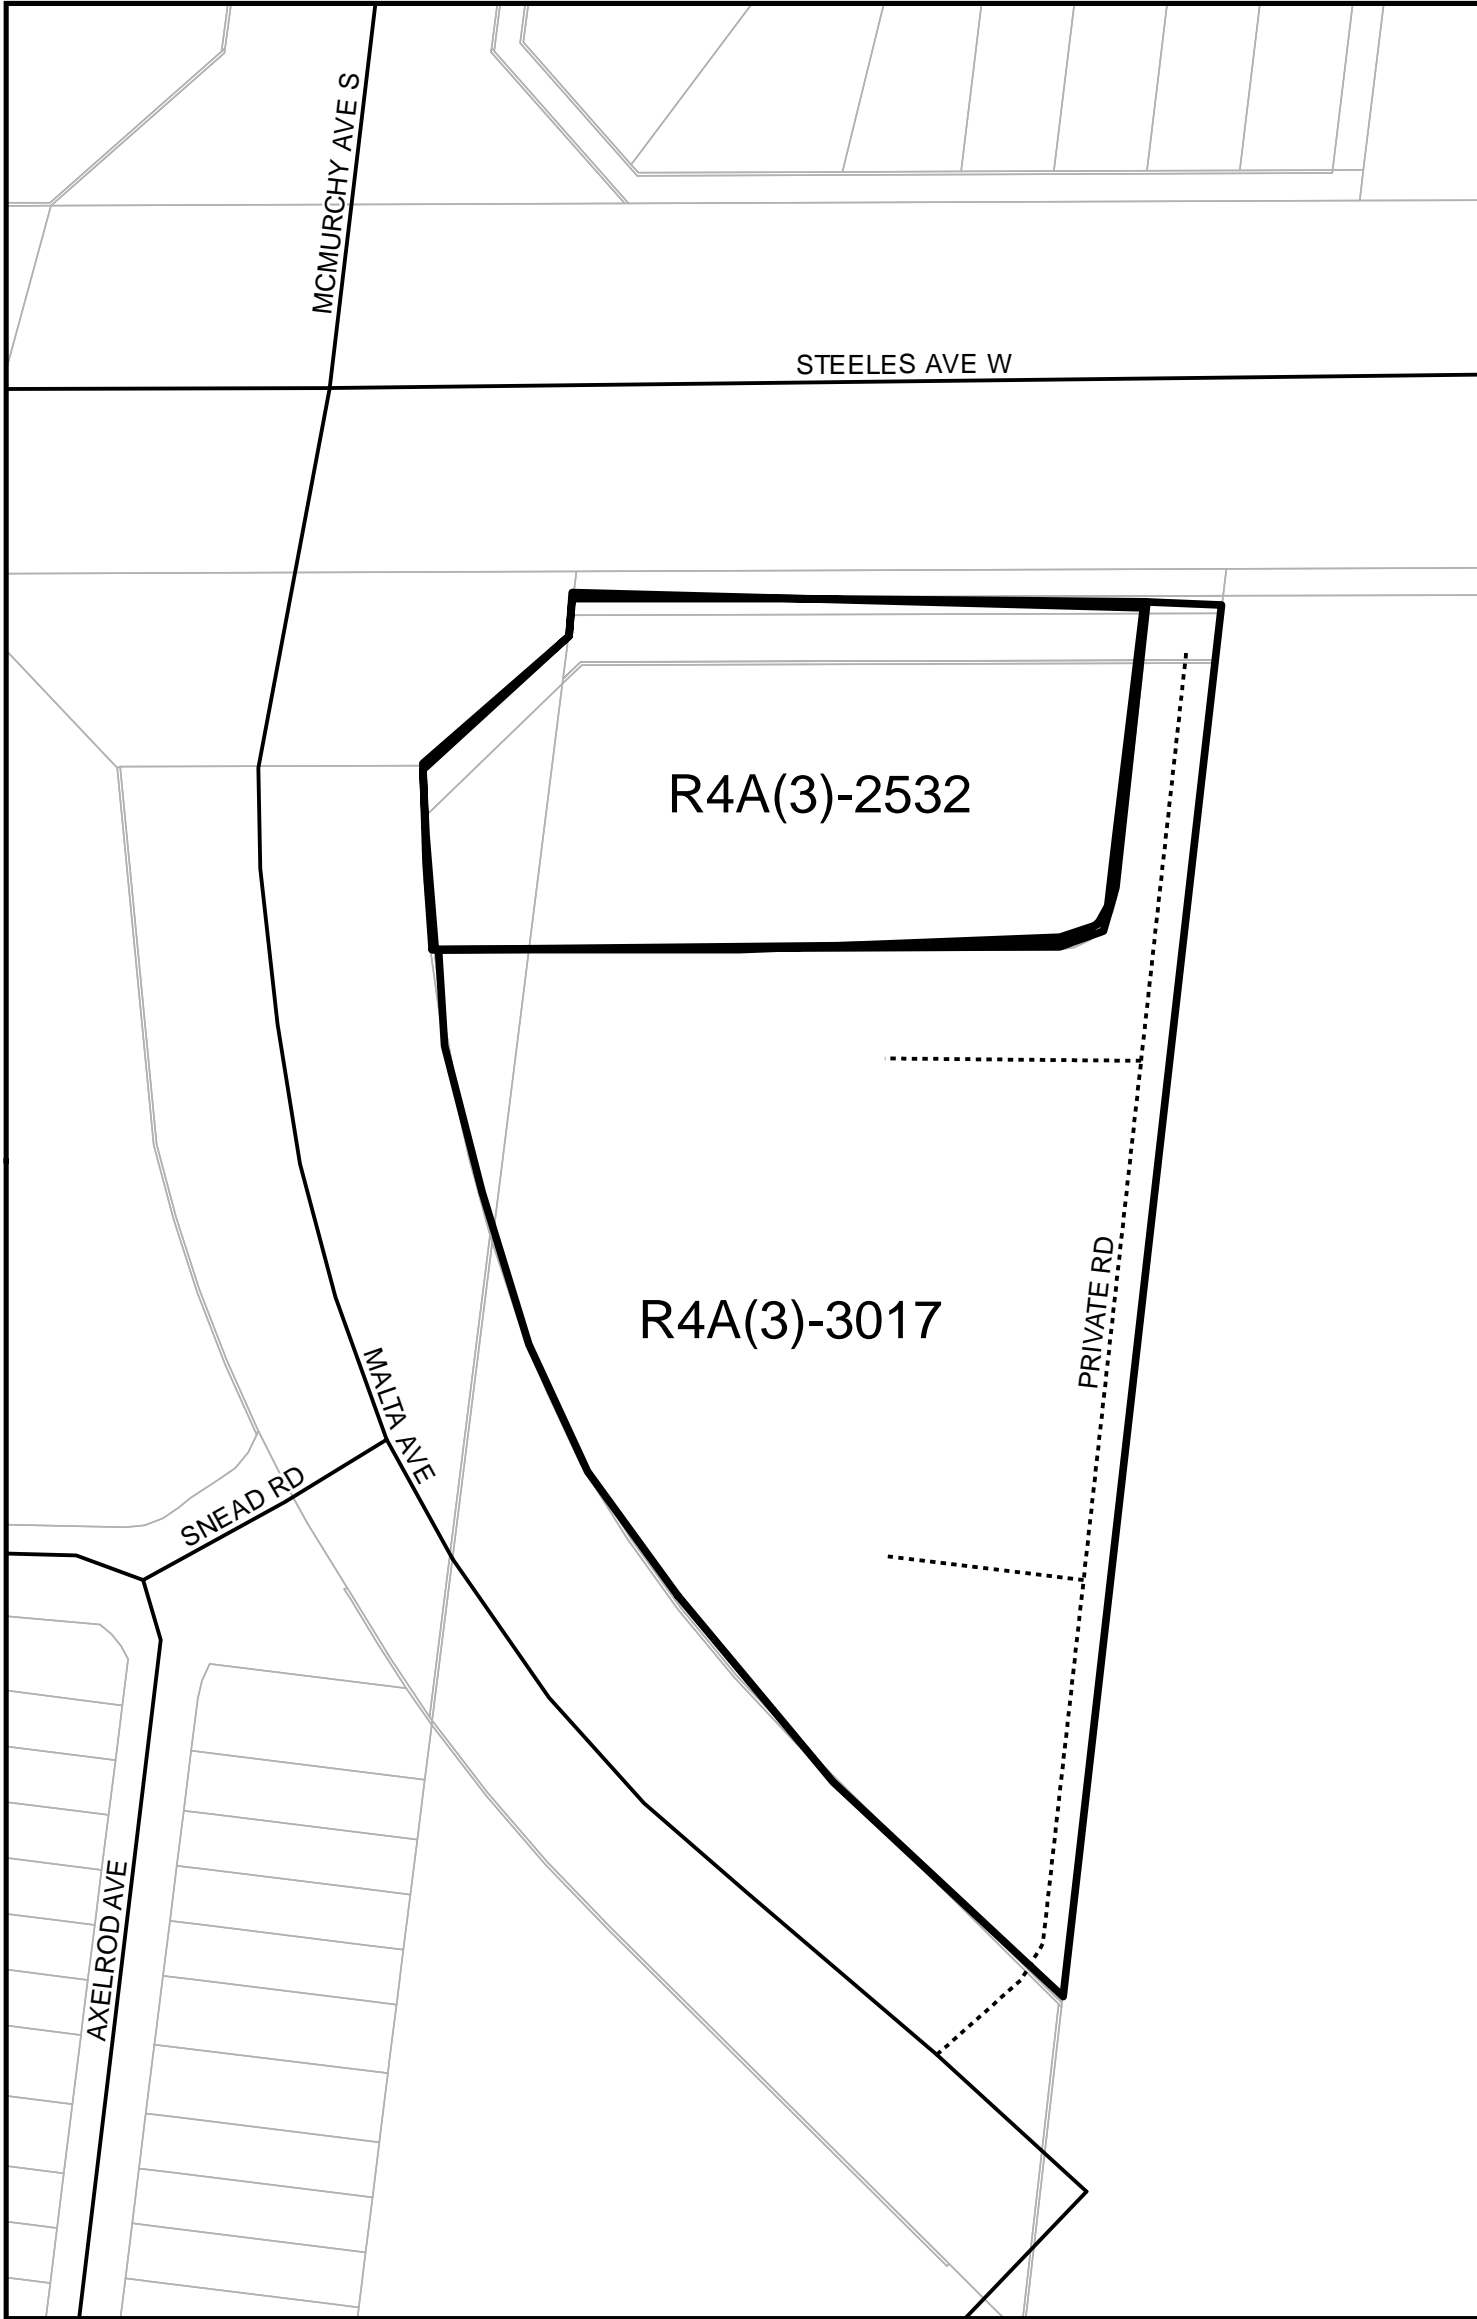 MCMURCHY AVE S
STEELES AVE W
R4A(3)-2532
R4A(3)-3017
PRIVATE RD
MALTA AVE
SNEAD RD
AXELROD AVE